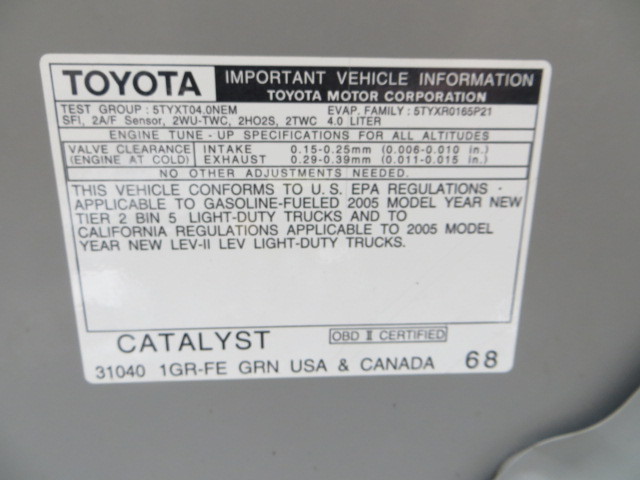 TOYOTA IMPORTANT VEHICLE INFORMATION
TOYOTA MOTOR CORPORATION
TEST GROUP : 5TYXT04.0NEM EVAP. FAMILY : 5TYXR0165P21
SFI, 2A/F Sensor, 2WU-TWC, 2HO2S, 2TWC 4.0 LITER
ENGINE TUNE - UP SPECIFICATIONS FOR ALL ALTITUDES
VALVE CLEARANCE INTAKE 0.15-0.25mm (0.006-0.010 in.)
(ENGINE AT COLD) EXHAUST 0.29-0.39mm (0.011-0.015 in.)
NO OTHER ADJUSTMENTS NEEDED.
THIS VEHICLE CONFORMS TO U.S. EPA REGULATIONS
APPLICABLE TO GASOLINE-FUELED 2005 MODEL YEAR NEW
TIER 2 BIN 5 LIGHT-DUTY TRUCKS AND TO
CALIFORNIA REGULATIONS APPLICABLE TO 2005 MODEL
YEAR NEW LEV-II LEV LIGHT-DUTY TRUCKS.
CATALYST OBD II CERTIFIED
31040 1GR-FE GRN USA & CANADA 68